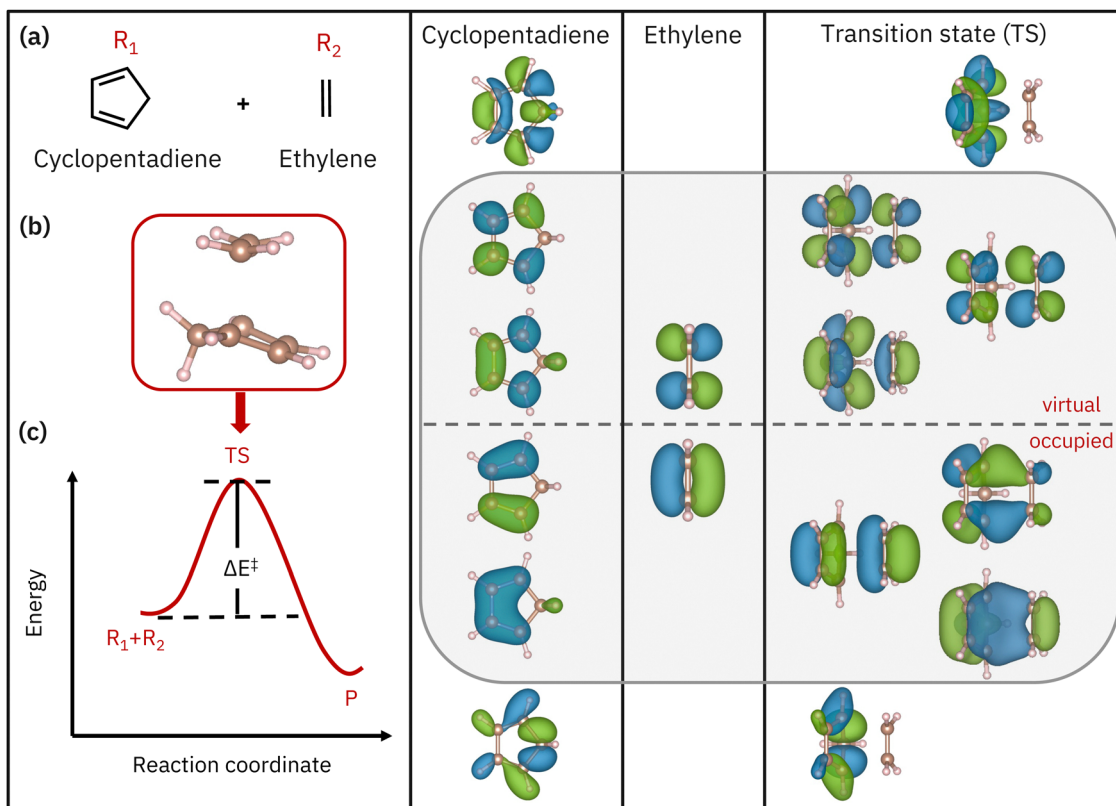 (a)
R₁
R₂
+
Cyclopentadiene
Ethylene
(b)
(c)
TS
ΔE‡
Energy
R₁+R₂
P
Reaction coordinate
Cyclopentadiene
Ethylene
Transition state (TS)
virtual
occupied